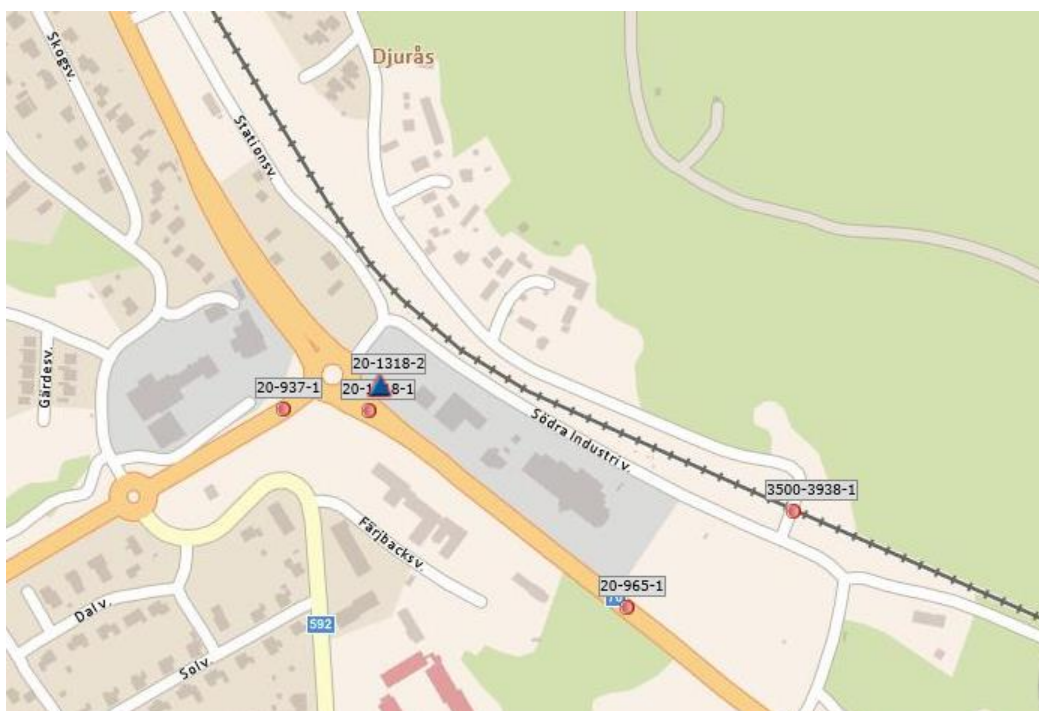 Djurås
Skogsv.
Stationsv.
20-1318-2
20-937-1
Gärdesv.
Södra Industriv.
3500-3938-1
Färjbacksv.
20-965-1
Dalv.
592
Solv.